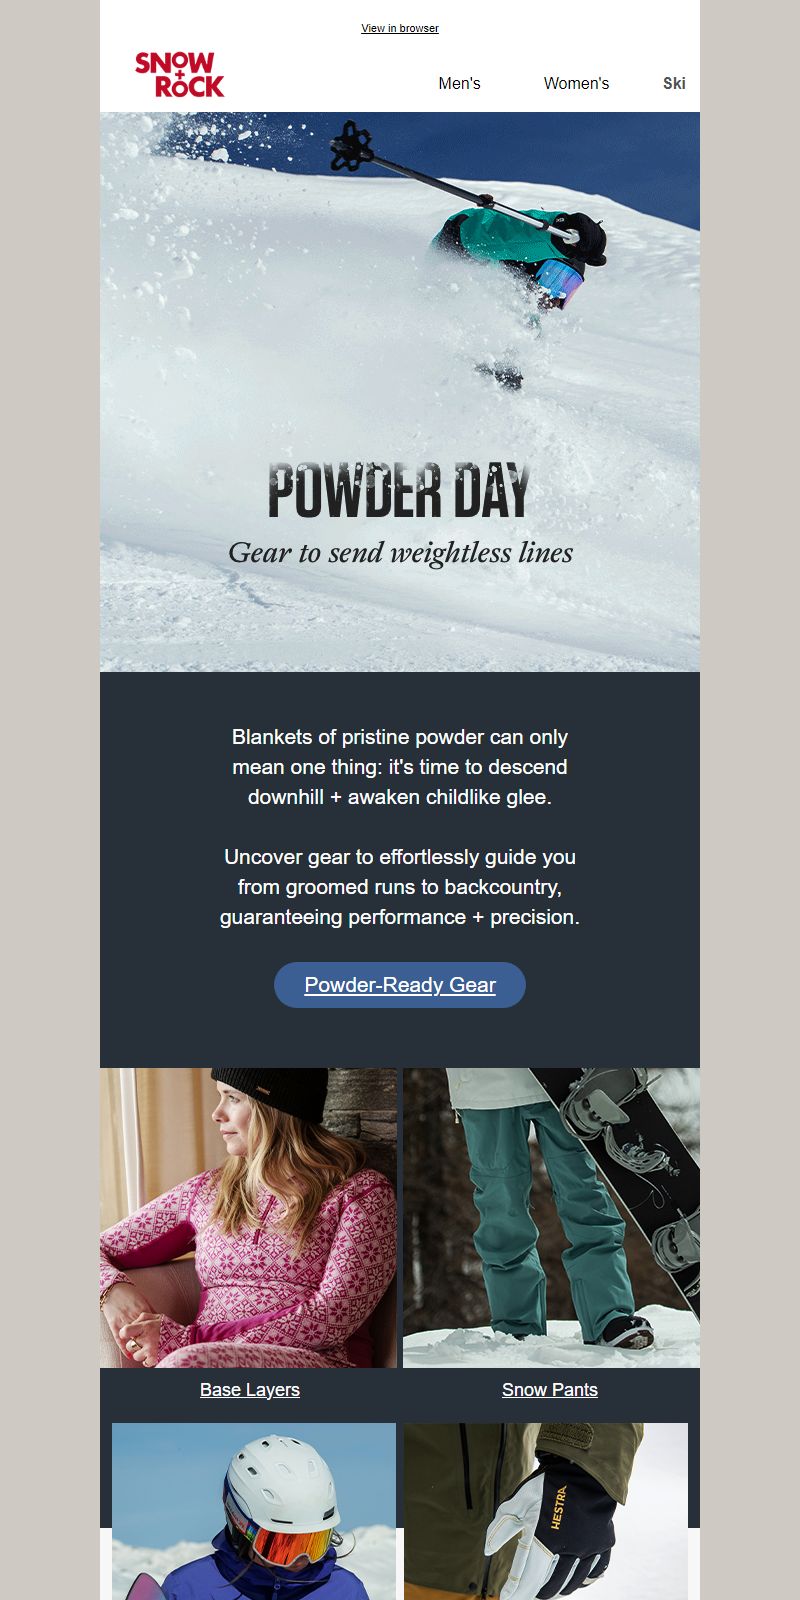 View in browser
SNOW
+
ROCK
Men's Women's Ski
POWDER DAY
Gear to send weightless lines
Blankets of pristine powder can only
mean one thing: it's time to descend
downhill + awaken childlike glee.
Uncover gear to effortlessly guide you
from groomed runs to backcountry,
guaranteeing performance + precision.
Powder-Ready Gear
Base Layers Snow Pants
HESTRA